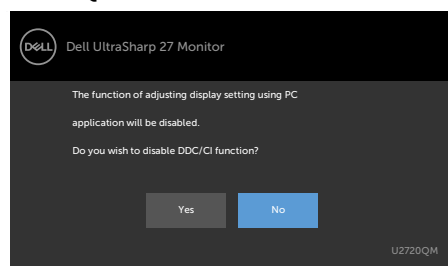 DELL Dell UltraSharp 27 Monitor
The function of adjusting display setting using PC
application will be disabled.
Do you wish to disable DDC/CI function?
Yes No
U2720QM